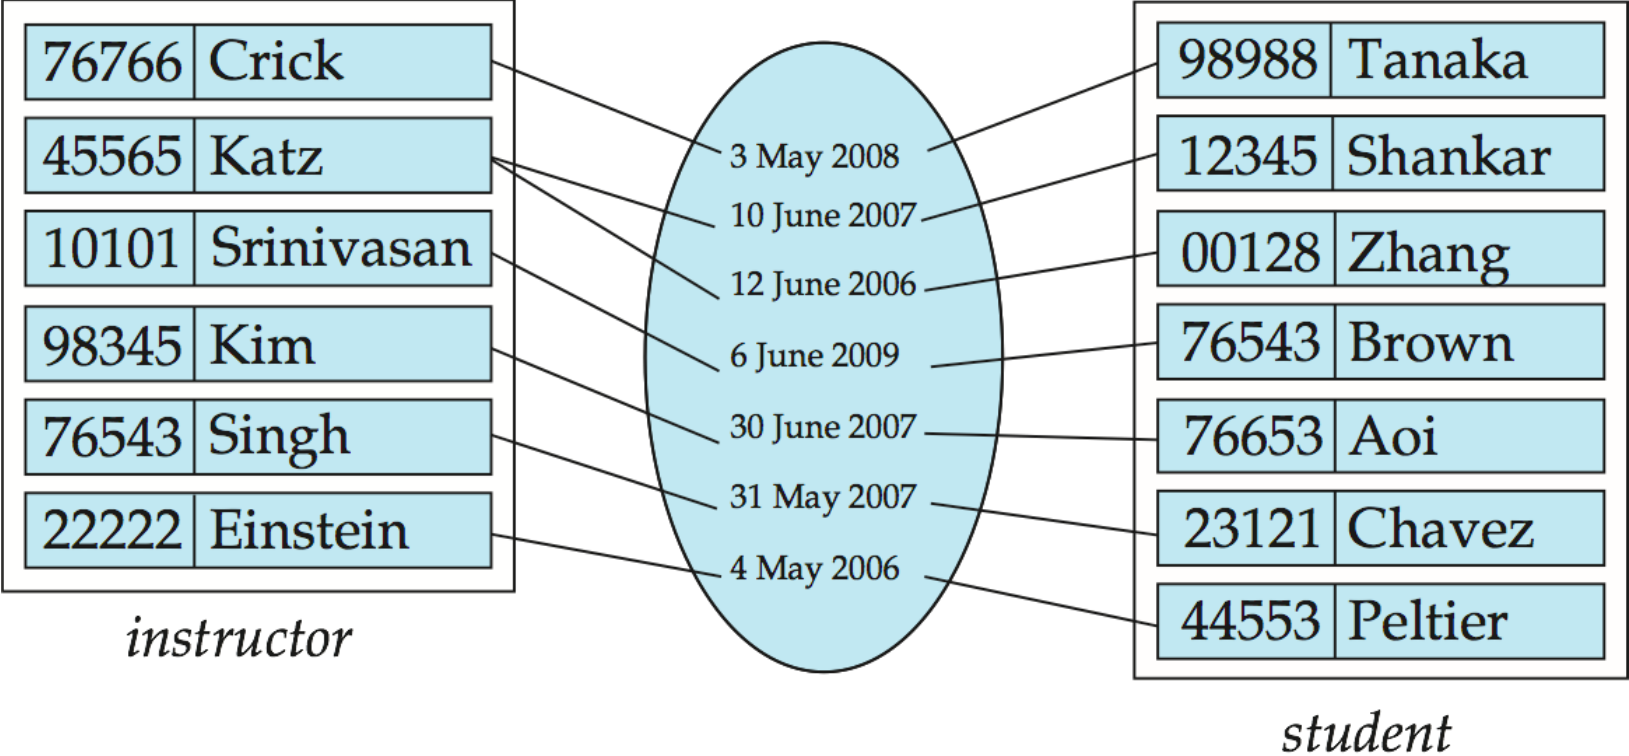 76766 Crick
45565 Katz
10101 Srinivasan
98345 Kim
76543 Singh
22222 Einstein
instructor
3 May 2008
10 June 2007
12 June 2006
6 June 2009
30 June 2007
31 May 2007
4 May 2006
98988 Tanaka
12345 Shankar
00128 Zhang
76543 Brown
76653 Aoi
23121 Chavez
44553 Peltier
student